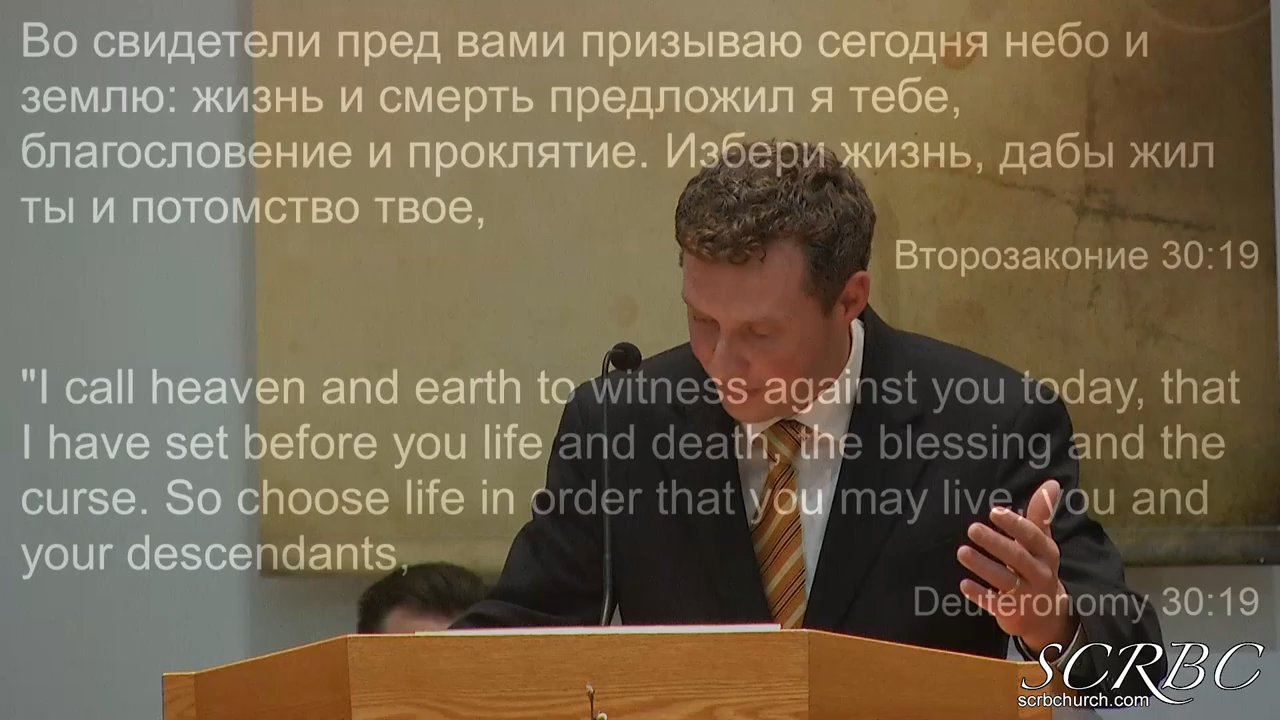 Во свидетели пред вами призываю сегодня небо и
землю: жизнь и смерть предложил я тебе,
благословение и проклятие. Избери жизнь, дабы жил
ты и потомство твое,
Второзаконие 30:19
"I call heaven and earth to witness against you today, that
I have set before you life and death, the blessing and the
curse. So choose life in order that you may live, you and
your descendants,
Deuteronomy 30:19
SCRBC
scrbchurch.com